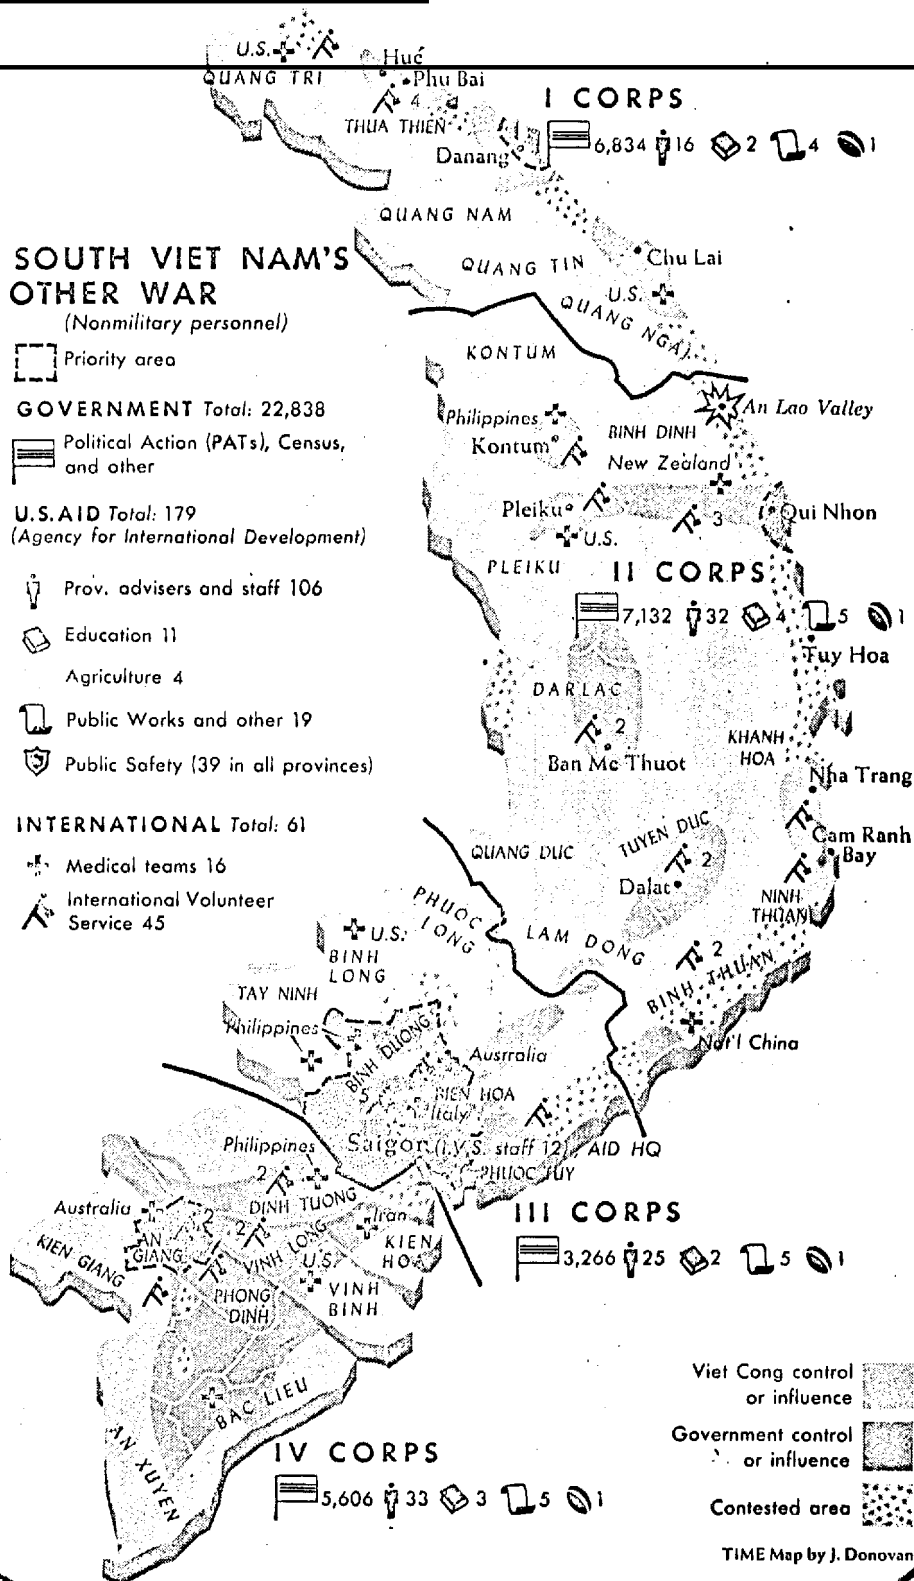 U.S.
QUANG TRI
Hué
Phu Bai
4
THUA THIEN
I CORPS
6,834 16 2 4 1
Danang
QUANG NAM
SOUTH VIET NAM'S
OTHER WAR
(Nonmilitary personnel)
Priority area
GOVERNMENT Total: 22,838
Political Action (PATs), Census,
and other
U.S.AID Total: 179
(Agency for International Development)
Prov. advisers and staff 106
Education 11
Agriculture 4
Public Works and other 19
Public Safety (39 in all provinces)
INTERNATIONAL Total: 61
Medical teams 16
International Volunteer
Service 45
QUANG TIN
Chu Lai
U.S.
QUANG NGAI
KONTUM
An Lao Valley
Philippines
Kontum
BINH DINH
New Zealand
Pleiku
3
Qui Nhon
U.S.
PLEIKU
II CORPS
7,132 32 4 5 1
Tuy Hoa
DARLAC
2
Ban Me Thuot
KHANH
HOA
Nha Trang
Cam Ranh
Bay
QUANG DUC
TUYEN DUC
2
Dalat
NINH
THUAN
PHUOC
LONG
LAM DONG
2
BINH THUAN
Nat'l China
U.S.
BINH
LONG
TAY NINH
Philippines
BINH DUONG
Australia
5
BIEN HOA
Italy
Saigon (I.V.S. staff 12), AID HQ
PHUOC TUY
Philippines
2
DINH TUONG
Australia
2
2
AN
GIANG
KIEN GIANG
VINH LONG
Iran
KIEN
HOA
U.S.
PHONG
DINH
VINH
BINH
III CORPS
3,266 25 2 5 1
BAC LIEU
AN XUYEN
IV CORPS
5,606 33 3 5 1
Viet Cong control
or influence
Government control
or influence
Contested area
TIME Map by J. Donovan